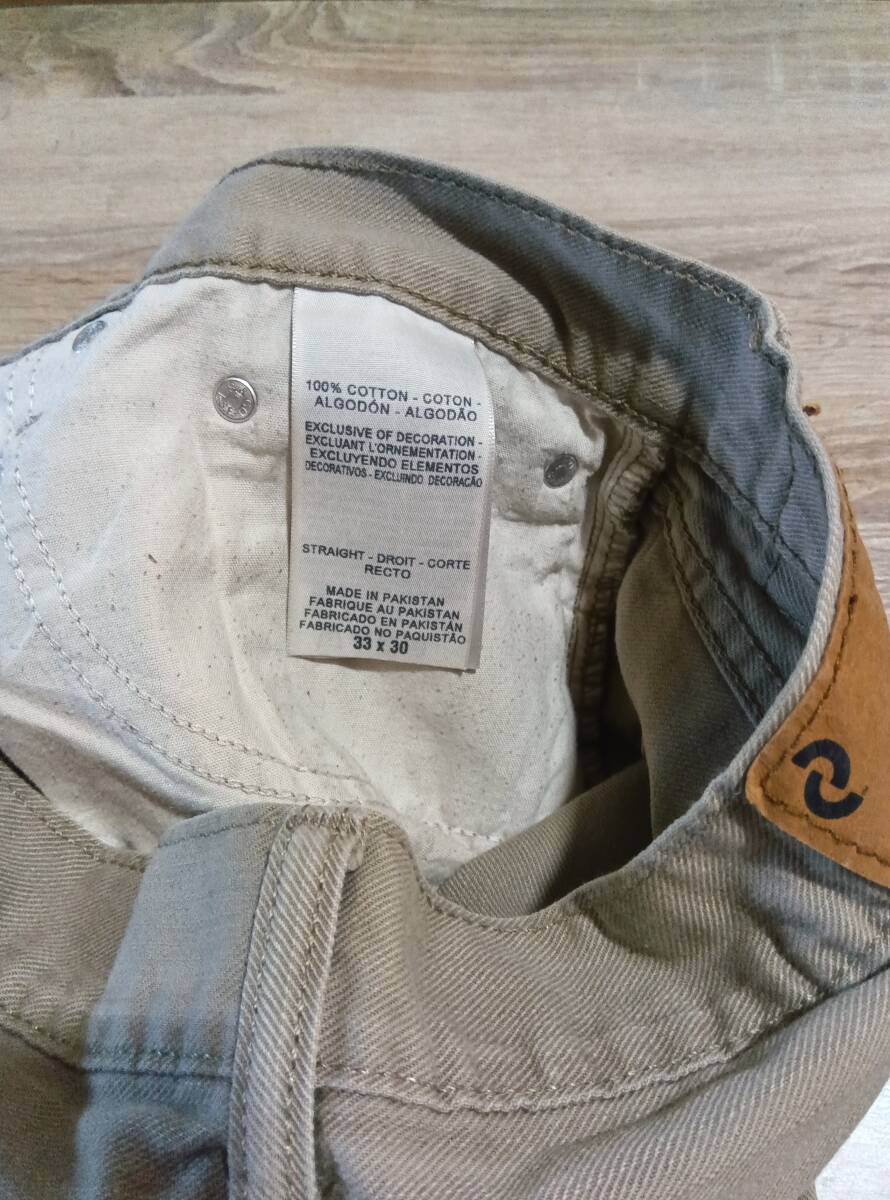 100% COTTON - COTON -
ALGODÓN - ALGODÃO
EXCLUSIVE OF DECORATION -
EXCLUANT L'ORNEMENTATION -
EXCLUYENDO ELEMENTOS
DECORATIVOS - EXCLUINDO DECORAÇÃO
STRAIGHT - DROIT - CORTE
RECTO
MADE IN PAKISTAN
FABRIQUE AU PAKISTAN
FABRICADO EN PAKISTÁN
FABRICADO NO PAQUISTÃO
33 x 30